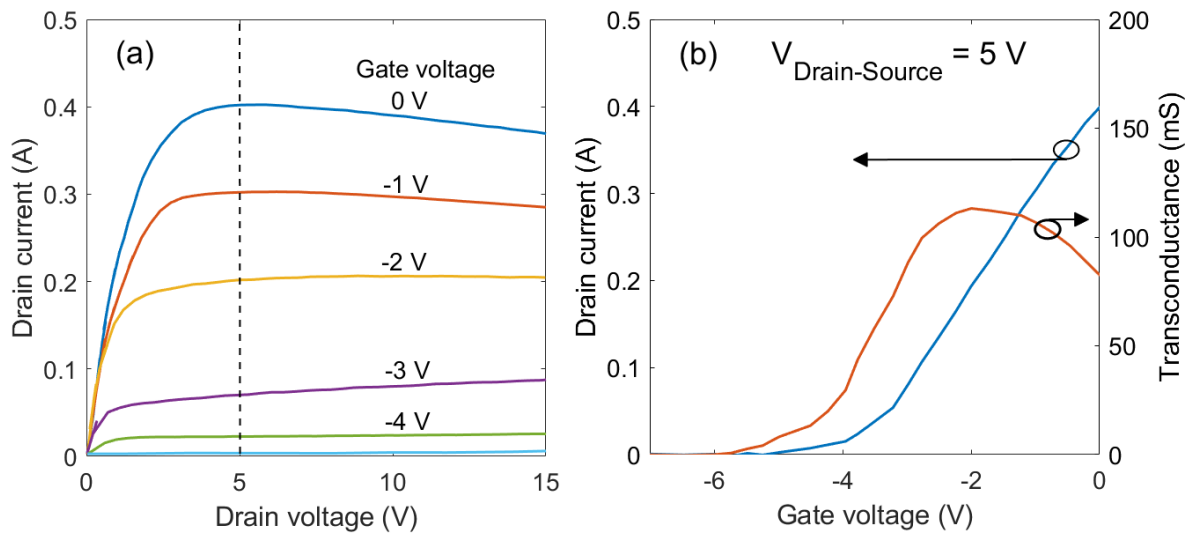 (a)
Gate voltage
0 V
-1 V
-2 V
-3 V
-4 V
0.5
0.4
0.3
0.2
0.1
0
0
5
10
15
Drain current (A)
Drain voltage (V)
(b)
V Drain-Source = 5 V
0.5
0.4
0.3
0.2
0.1
0
-6
-4
-2
0
200
150
100
50
0
Drain current (A)
Gate voltage (V)
Transconductance (mS)